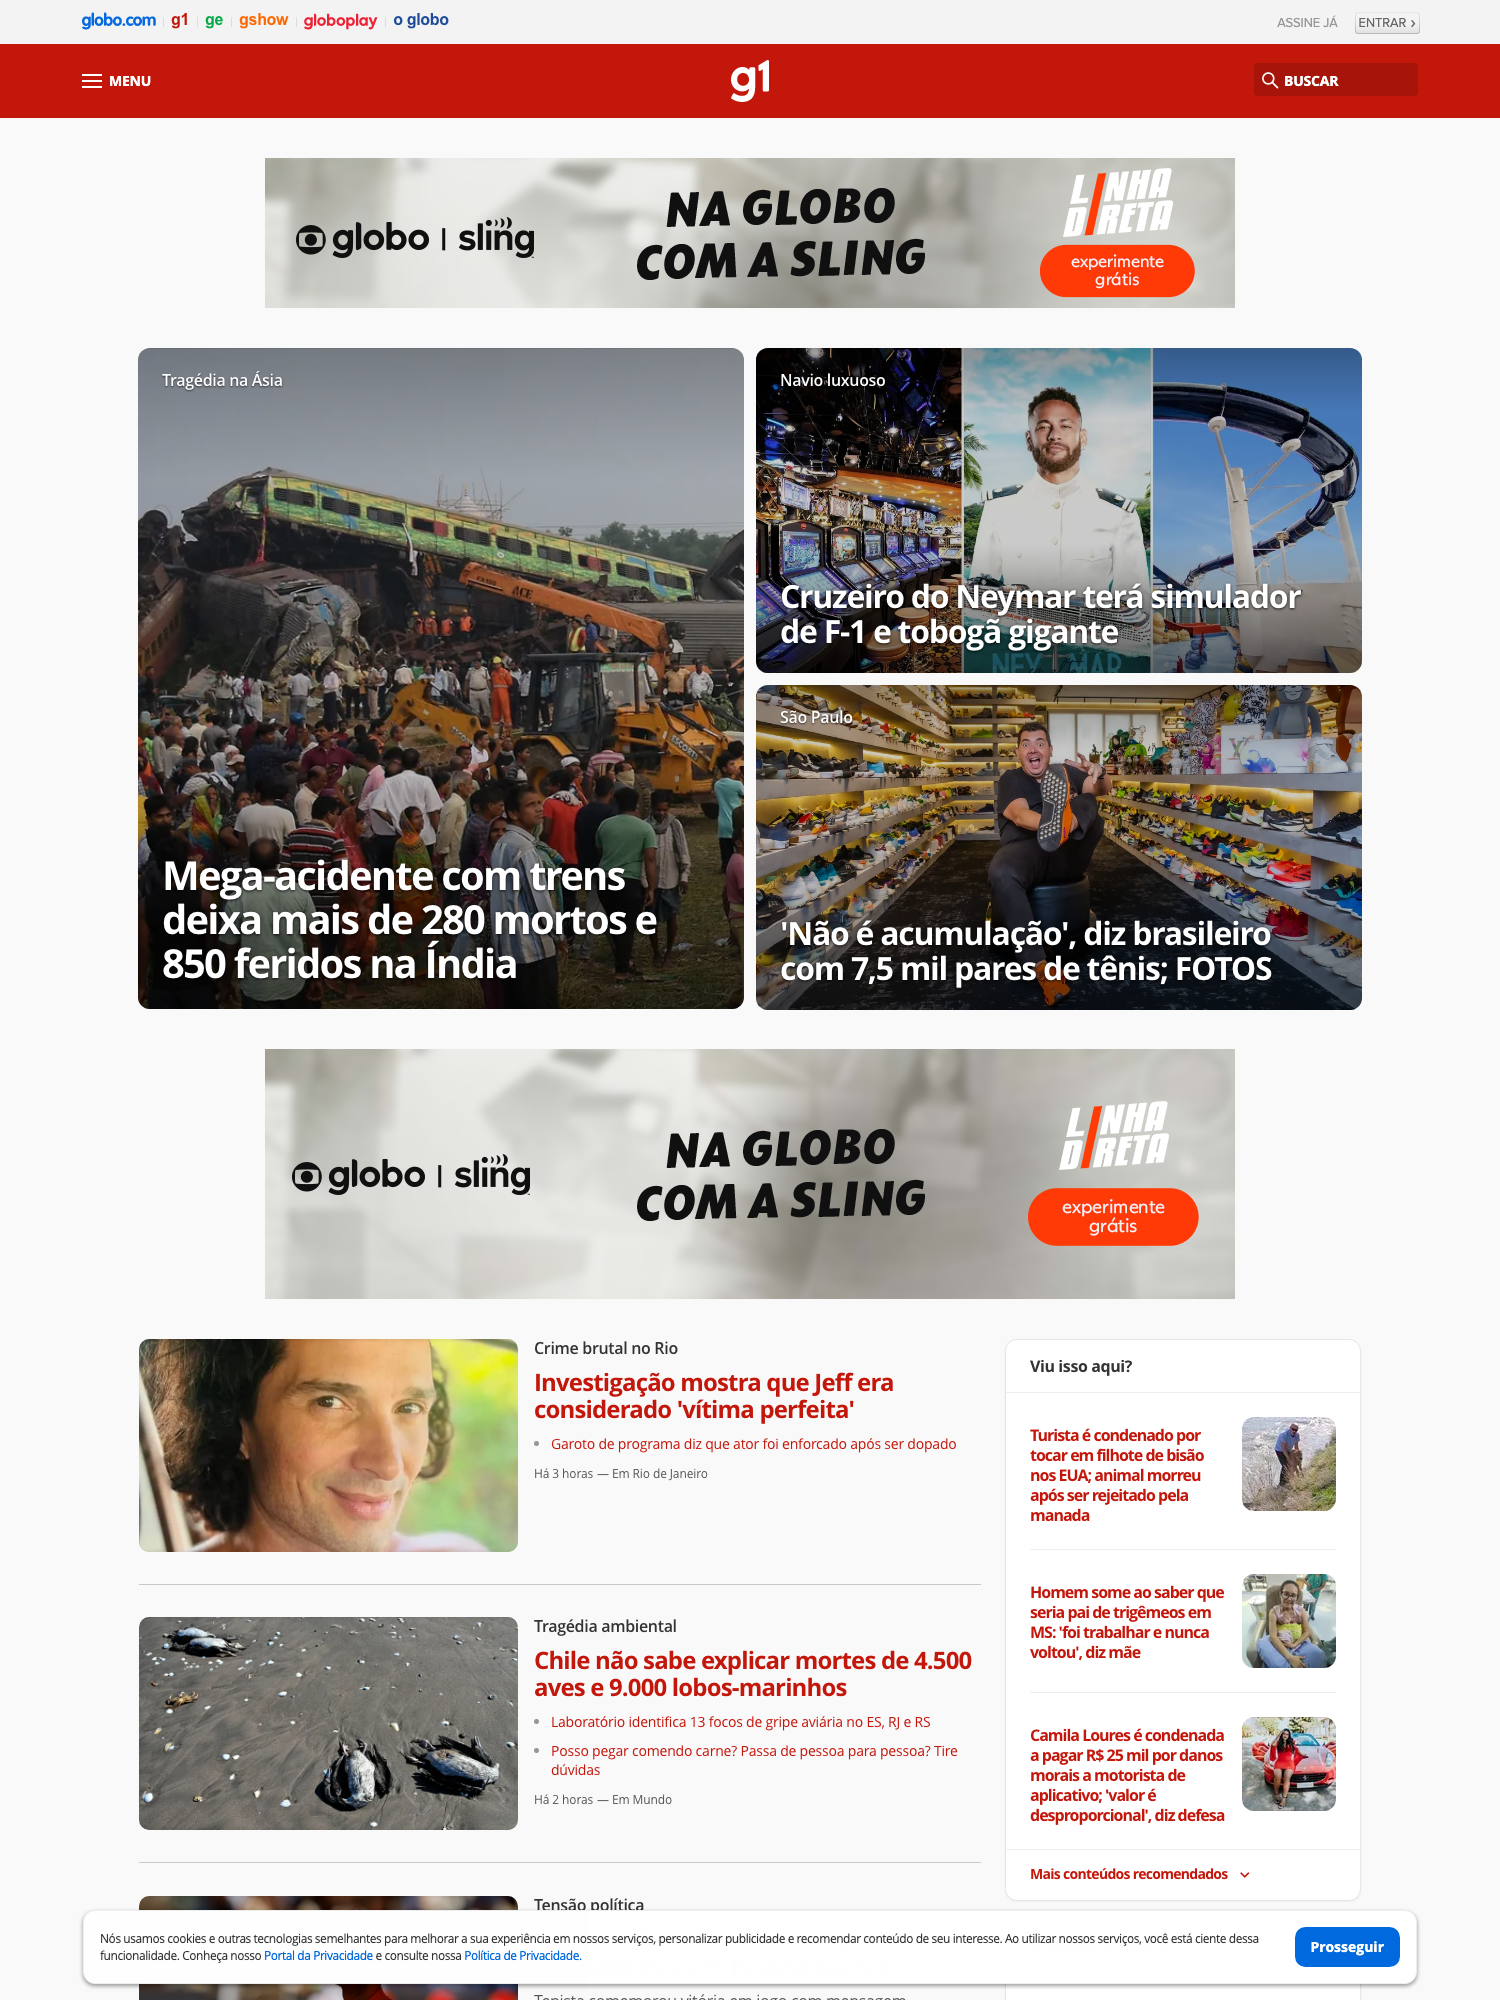 globo.com g1 ge gshow globoplay o globo
ASSINE JÁ ENTRAR ›
MENU
g1
BUSCAR
globo | sling
NA GLOBO
COM A SLING
LINHA
DIRETA
experimente
grátis
Tragédia na Ásia
Mega-acidente com trens
deixa mais de 280 mortos e
850 feridos na Índia
Navio luxuoso
Cruzeiro do Neymar terá simulador
de F-1 e tobogã gigante
NEYMAR
São Paulo
'Não é acumulação', diz brasileiro
com 7,5 mil pares de tênis; FOTOS
globo | sling
NA GLOBO
COM A SLING
LINHA
DIRETA
experimente
grátis
Crime brutal no Rio
Investigação mostra que Jeff era
considerado 'vítima perfeita'
Garoto de programa diz que ator foi enforcado após ser dopado
Há 3 horas — Em Rio de Janeiro
Tragédia ambiental
Chile não sabe explicar mortes de 4.500
aves e 9.000 lobos-marinhos
Laboratório identifica 13 focos de gripe aviária no ES, RJ e RS
Posso pegar comendo carne? Passa de pessoa para pessoa? Tire
dúvidas
Há 2 horas — Em Mundo
Tensão política
Tenista comemorou vitória em jogo com mensagem
Viu isso aqui?
Turista é condenado por
tocar em filhote de bisão
nos EUA; animal morreu
após ser rejeitado pela
manada
Homem some ao saber que
seria pai de trigêmeos em
MS: 'foi trabalhar e nunca
voltou', diz mãe
Camila Loures é condenada
a pagar R$ 25 mil por danos
morais a motorista de
aplicativo; 'valor é
desproporcional', diz defesa
Mais conteúdos recomendados
Nós usamos cookies e outras tecnologias semelhantes para melhorar a sua experiência em nossos serviços, personalizar publicidade e recomendar conteúdo de seu interesse. Ao utilizar nossos serviços, você está ciente dessa
funcionalidade. Conheça nosso Portal da Privacidade e consulte nossa Política de Privacidade.
Prosseguir